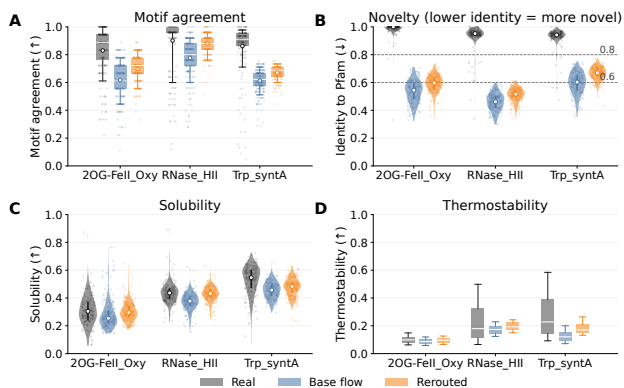 A
Motif agreement
Motif agreement (↑)
1.0
0.8
0.6
0.4
0.2
0.0
2OG-FeII_Oxy RNase_HII Trp_syntA
B
Novelty (lower identity = more novel)
Identity to Pfam (↓)
1.0
0.8
0.6
0.4
0.2
0.0
0.8
0.6
2OG-FeII_Oxy RNase_HII Trp_syntA
C
Solubility
Solubility (↑)
1.0
0.8
0.6
0.4
0.2
0.0
2OG-FeII_Oxy RNase_HII Trp_syntA
D
Thermostability
Thermostability (↑)
1.0
0.8
0.6
0.4
0.2
0.0
2OG-FeII_Oxy RNase_HII Trp_syntA
Real Base flow Rerouted